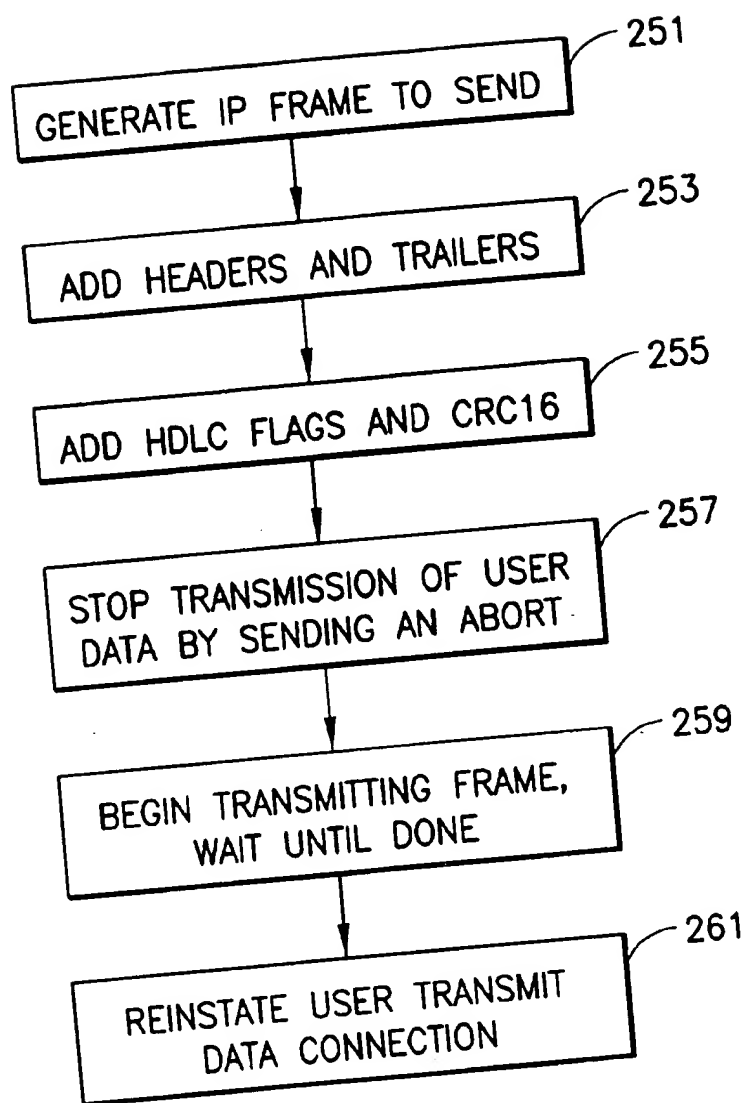 251
GENERATE IP FRAME TO SEND
253
ADD HEADERS AND TRAILERS
255
ADD HDLC FLAGS AND CRC16
257
STOP TRANSMISSION OF USER
DATA BY SENDING AN ABORT
259
BEGIN TRANSMITTING FRAME,
WAIT UNTIL DONE
261
REINSTATE USER TRANSMIT
DATA CONNECTION